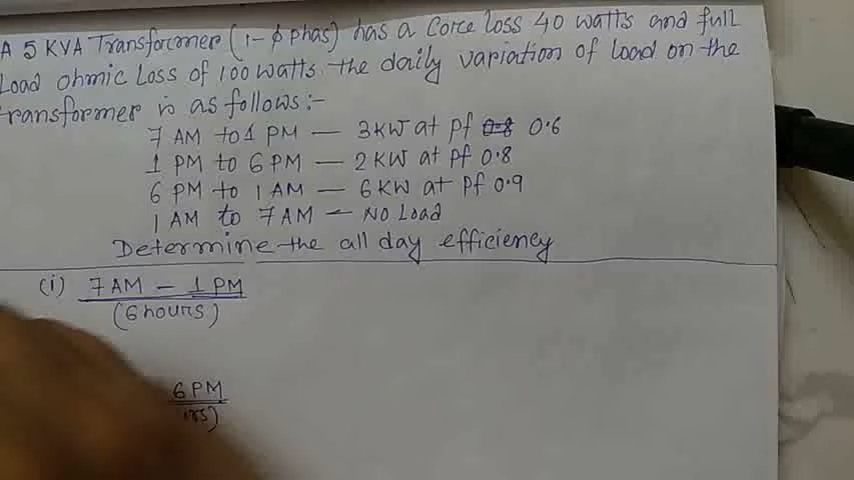 A 5 KVA Transformer (1-ϕ phas) has a Core loss 40 watts and full
Load ohmic Loss of 100 watts. the daily variation of Load on the
transformer is as follows:-
7 AM to 1 PM — 3 KW at Pf 0.6
1 PM to 6 PM — 2 KW at Pf 0.8
6 PM to 1 AM — 6 KW at Pf 0.9
1 AM to 7 AM — No Load
Determine the all day efficiency
(i) 7 AM — 1 PM
(6 hours)
6 PM